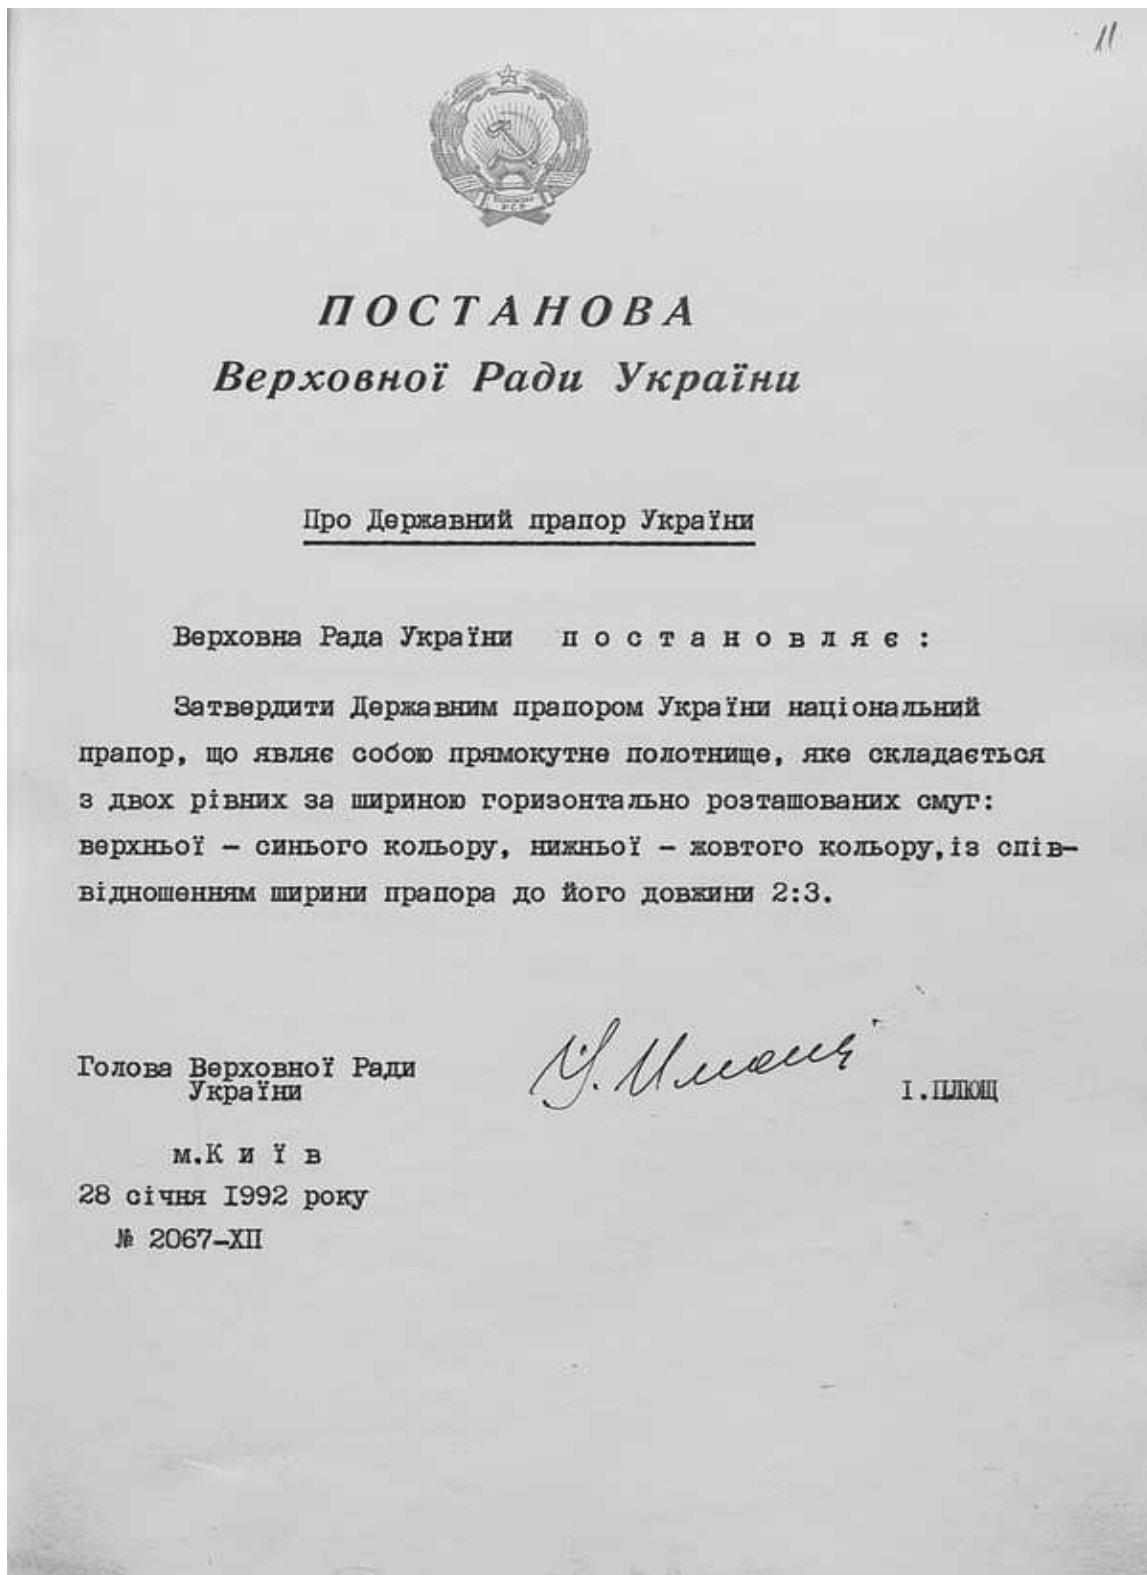 11
ПОСТАНОВА
Верховної Ради України
Про Державний прапор України
Верховна Рада України п о с т а н о в л я є :
Затвердити Державним прапором України національний
прапор, що являє собою прямокутне полотнище, яке складається
з двох рівних за шириною горизонтально розташованих смуг:
верхньої – синього кольору, нижньої – жовтого кольору,із спів-
відношенням ширини прапора до його довжини 2:3.
Голова Верховної Ради
України
І.ПЛЮЩ
м.К и ї в
28 січня 1992 року
№ 2067–ХП